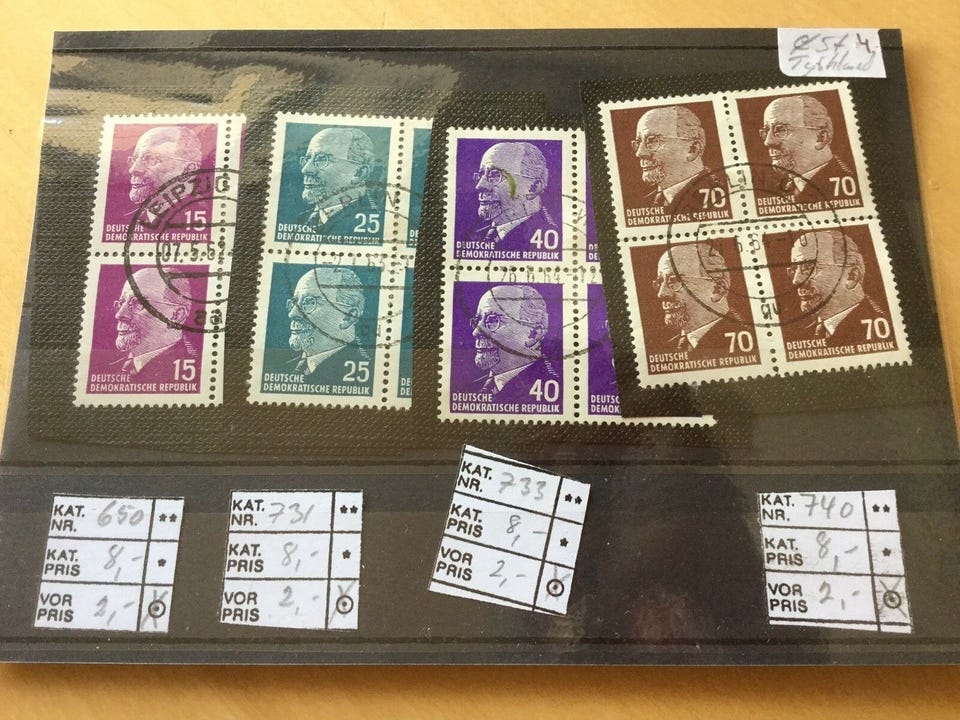 Tyskland
15
DEUTSCHE
DEMOKRATISCHE REPUBLIK
15
DEUTSCHE
DEMOKRATISCHE REPUBLIK
LEIPZIG
25
DEUTSCHE
DEMOKRATISCHE REPUBLIK
25
DEUTSCHE
DEMOKRATISCHE REPUBLIK
40
DEUTSCHE
DEMOKRATISCHE REPUBLIK
40
DEUTSCHE
DEMOKRATISCHE REPUBLIK
DEUTS
DEMO
70
DEUTSCHE
DEMOKRATISCHE REPUBLIK
70
DEUTSCHE
DEMOKRATISCHE REPUBLIK
70
DEUTSCHE
DEMOKRATISCHE REPUBLIK
70
DEUTSCHE
DEMOKRATISCHE REPUBLIK
KAT. NR. 650 **
KAT. PRIS 8,- *
VOR PRIS 2,-
KAT. NR. 731 **
KAT. PRIS 8,- *
VOR PRIS 2,-
KAT. NR. 733 **
KAT. PRIS 8,- *
VOR PRIS 2,-
KAT. NR. 740 **
KAT. PRIS 8,- *
VOR PRIS 2,-